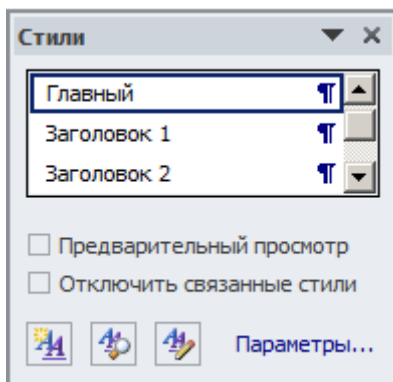 Стили
Главный ¶
Заголовок 1 ¶
Заголовок 2 ¶
Предварительный просмотр
Отключить связанные стили
Параметры...